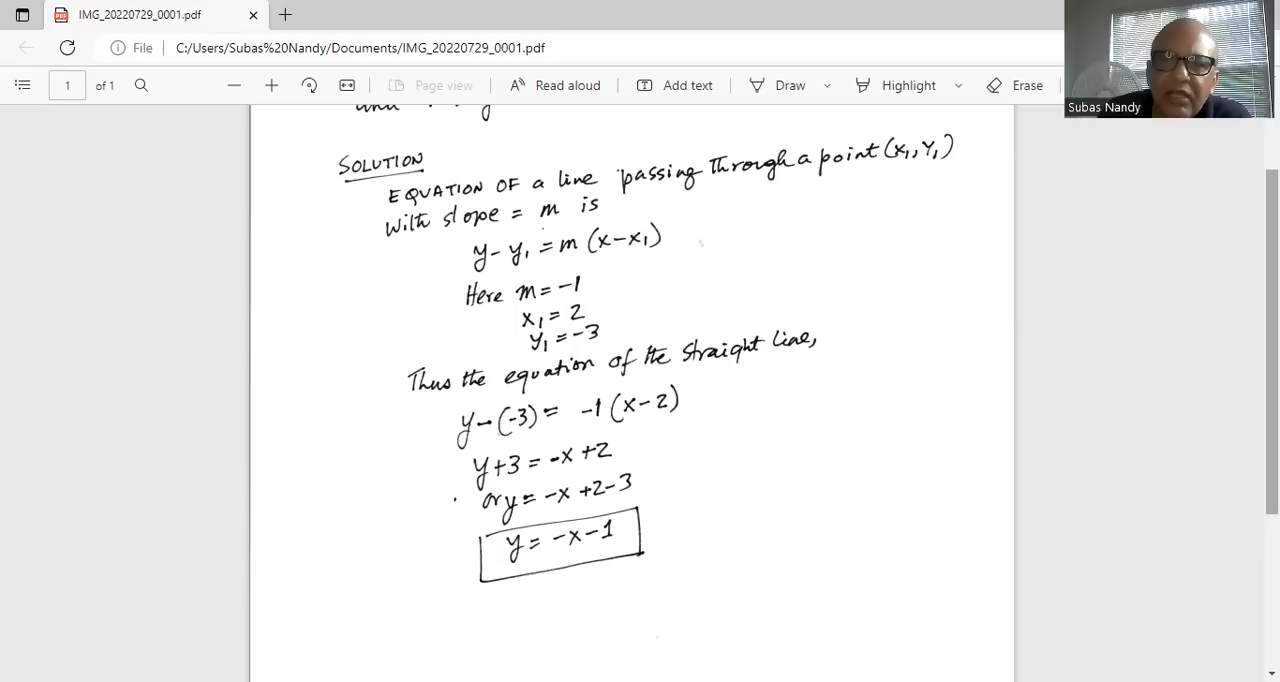 IMG_20220729_0001.pdf
File
C:/Users/Subas%20Nandy/Documents/IMG_20220729_0001.pdf
1 of 1
Page view
Read aloud
Add text
Draw
Highlight
Erase
Subas Nandy
SOLUTION
EQUATION OF a line passing through a point (x₁, y₁)
with slope = m is
y - y₁ = m (x - x₁)
Here m = -1
x₁ = 2
y₁ = -3
Thus the equation of the straight line,
y - (-3) = -1 (x - 2)
y + 3 = -x + 2
or y = -x + 2 - 3
y = -x - 1